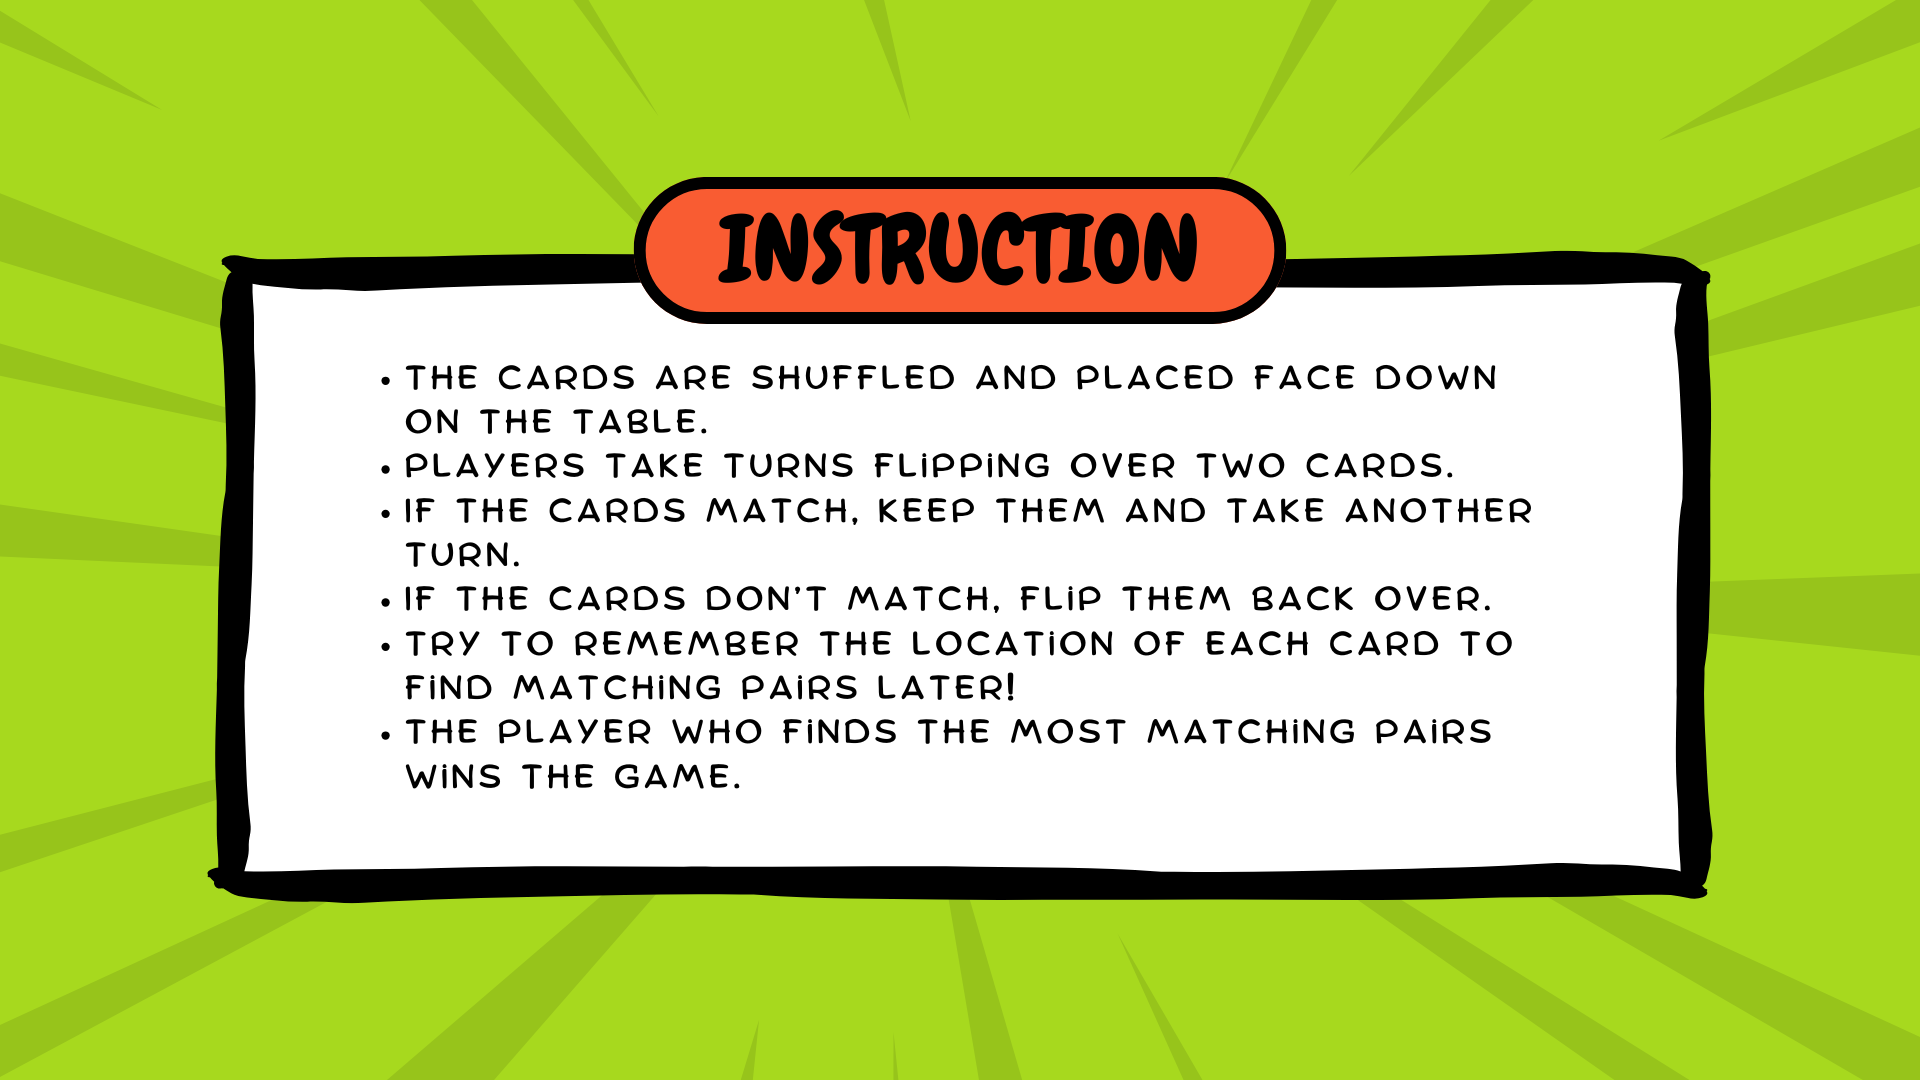 INSTRUCTION
• THE CARDS ARE SHUFFLED AND PLACED FACE DOWN
ON THE TABLE.
• PLAYERS TAKE TURNS FLIPPING OVER TWO CARDS.
• IF THE CARDS MATCH, KEEP THEM AND TAKE ANOTHER
TURN.
• IF THE CARDS DON'T MATCH, FLIP THEM BACK OVER.
• TRY TO REMEMBER THE LOCATION OF EACH CARD TO
FIND MATCHING PAIRS LATER!
• THE PLAYER WHO FINDS THE MOST MATCHING PAIRS
WINS THE GAME.